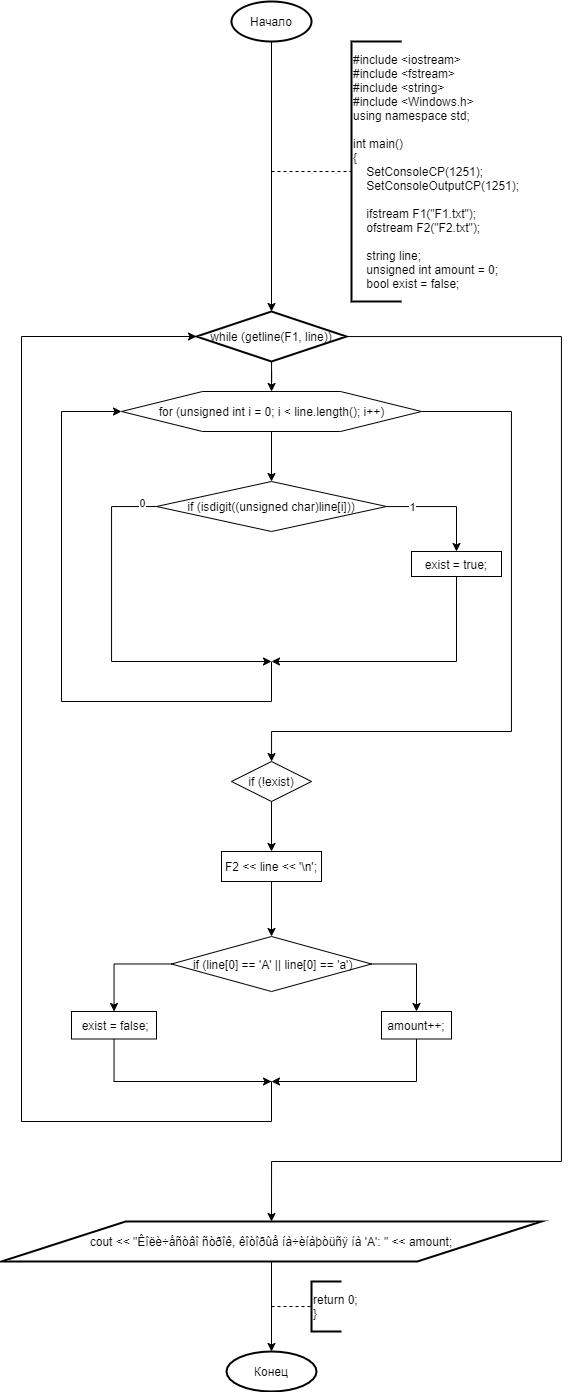 Начало
#include <iostream>
#include <fstream>
#include <string>
#include <Windows.h>
using namespace std;
int main()
{
SetConsoleCP(1251);
SetConsoleOutputCP(1251);
ifstream F1("F1.txt");
ofstream F2("F2.txt");
string line;
unsigned int amount = 0;
bool exist = false;
while (getline(F1, line))
for (unsigned int i = 0; i < line.length(); i++)
0
if (isdigit((unsigned char)line[i]))
1
exist = true;
if (!exist)
F2 << line << '\n';
if (line[0] == 'A' || line[0] == 'a')
exist = false;
amount++;
cout << "Êîëè÷åñòâî ñòðîê, êîòîðûå íà÷èíàþòüñÿ íà 'A': " << amount;
return 0;
}
Конец